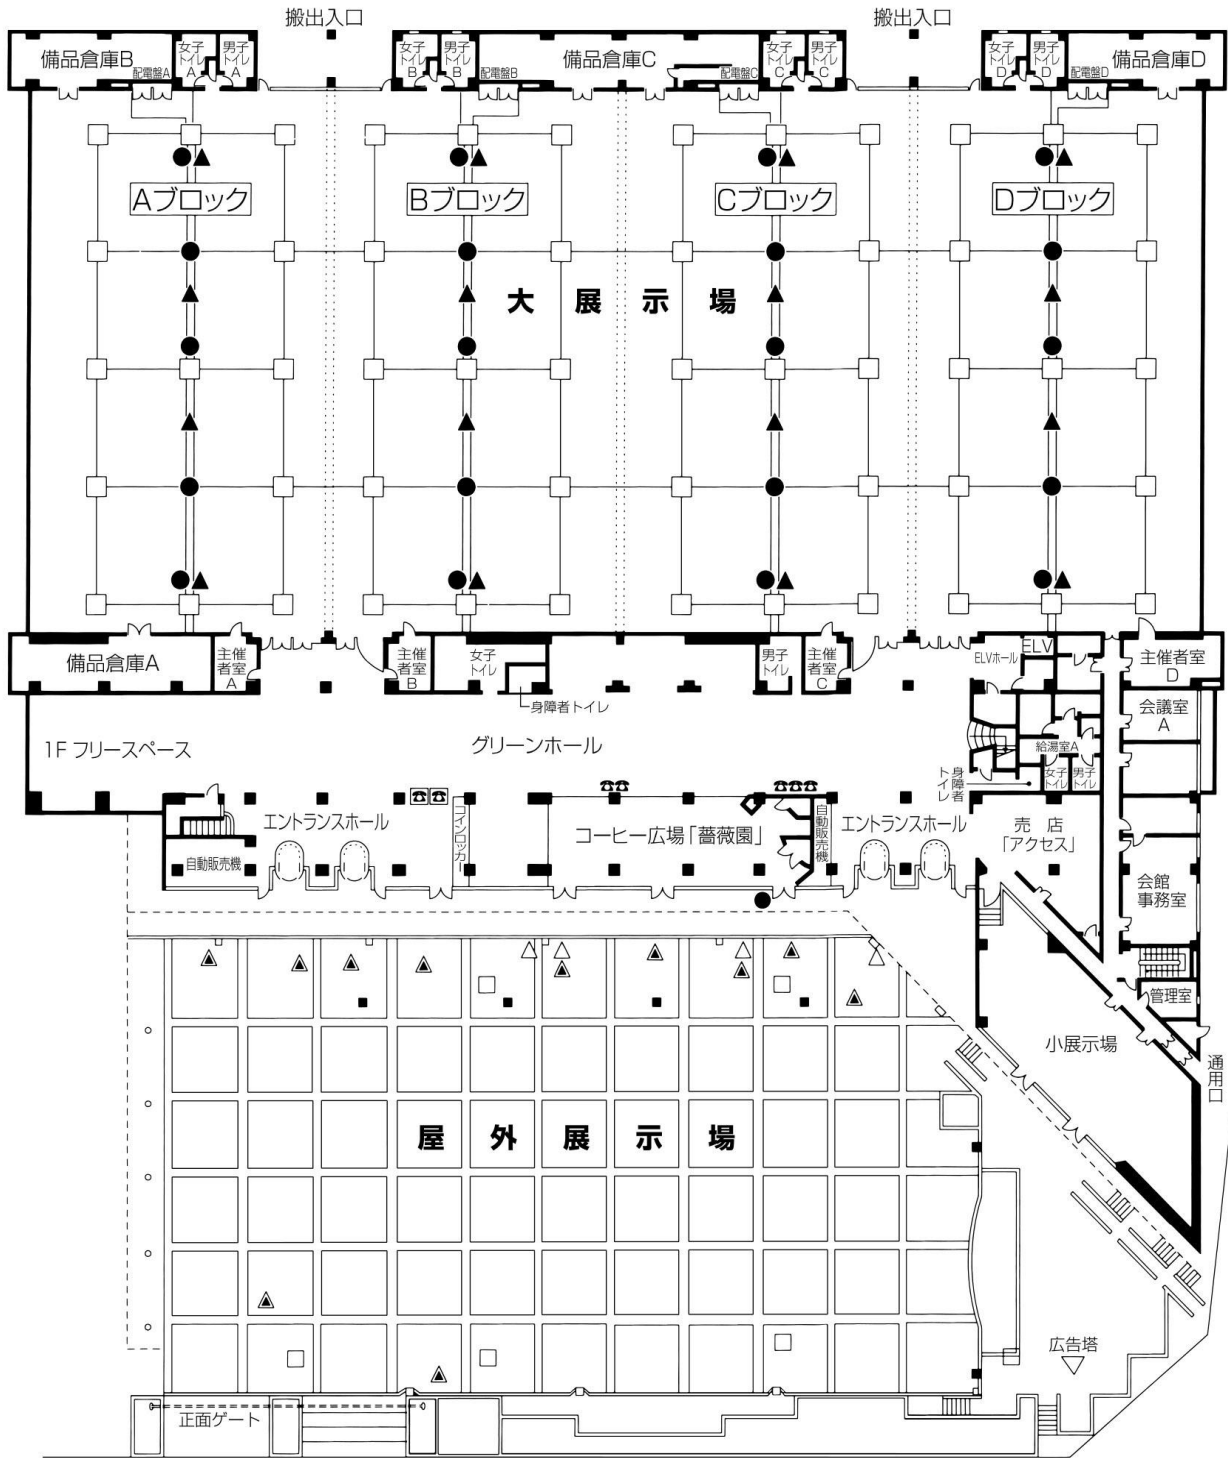 搬出入口
搬出入口
備品倉庫B
配電盤A
女子
トイレ
A
男子
トイレ
A
女子
トイレ
B
男子
トイレ
B
配電盤B
備品倉庫C
配電盤C
女子
トイレ
C
男子
トイレ
C
女子
トイレ
D
男子
トイレ
D
配電盤D
備品倉庫D
Aブロック
Bブロック
Cブロック
Dブロック
大展示場
備品倉庫A
主催
者室
A
主催
者室
B
女子
トイレ
身障者トイレ
男子
トイレ
主催
者室
C
ELVホール
ELV
主催者室
D
会議室
A
1F フリースペース
グリーンホール
給湯室A
身障者
トイレ
女子
トイレ
男子
トイレ
エントランスホール
コインロッカー
コーヒー広場「薔薇園」
自動販売機
エントランスホール
売店
「アクセス」
自動販売機
会館
事務室
管理室
小展示場
通用口
屋外展示場
広告塔
正面ゲート